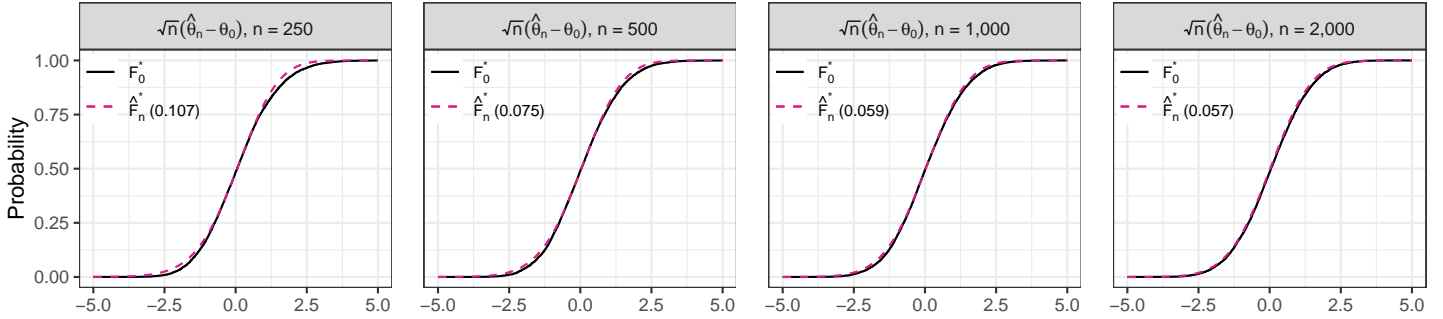 √n(θ̂ₙ−θ₀), n = 250
√n(θ̂ₙ−θ₀), n = 500
√n(θ̂ₙ−θ₀), n = 1,000
√n(θ̂ₙ−θ₀), n = 2,000
Probability
1.00
0.75
0.50
0.25
0.00
F₀*
F̂ₙ* (0.107)
F₀*
F̂ₙ* (0.075)
F₀*
F̂ₙ* (0.059)
F₀*
F̂ₙ* (0.057)
−5.0 −2.5 0.0 2.5 5.0
−5.0 −2.5 0.0 2.5 5.0
−5.0 −2.5 0.0 2.5 5.0
−5.0 −2.5 0.0 2.5 5.0